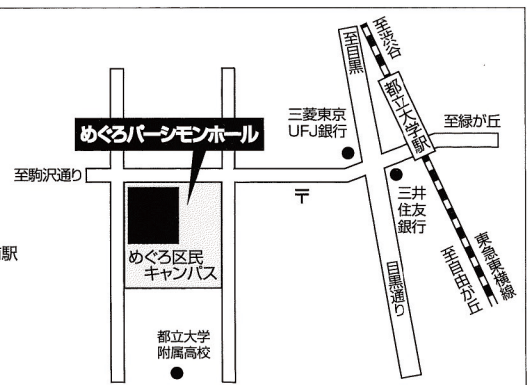 至目黒
至渋谷
都立大学駅
三菱東京
UFJ銀行
至緑が丘
めぐろパーシモンホール
至駒沢通り
〒
三井
住友
銀行
駅
めぐろ区民
キャンパス
目黒通り
至自由が丘
東急東横線
都立大学
附属高校